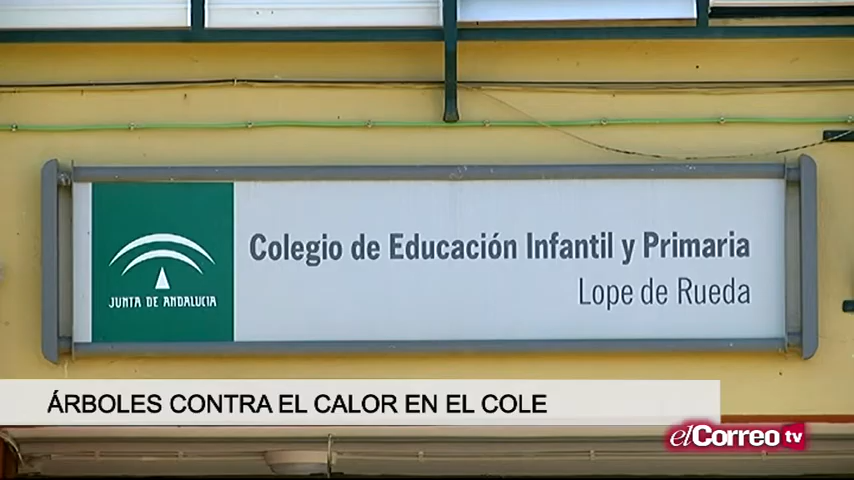 Colegio de Educación Infantil y Primaria
Lope de Rueda
JUNTA DE ANDALUCIA
ÁRBOLES CONTRA EL CALOR EN EL COLE
elCorreo tv